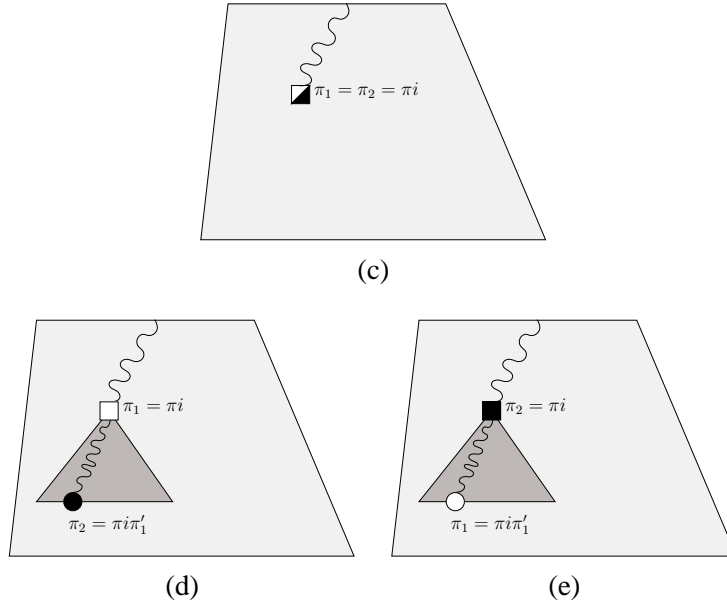 π₁ = π₂ = πi
(c)
π₁ = πi
π₂ = πiπ′₁
(d)
π₂ = πi
π₁ = πiπ′₁
(e)